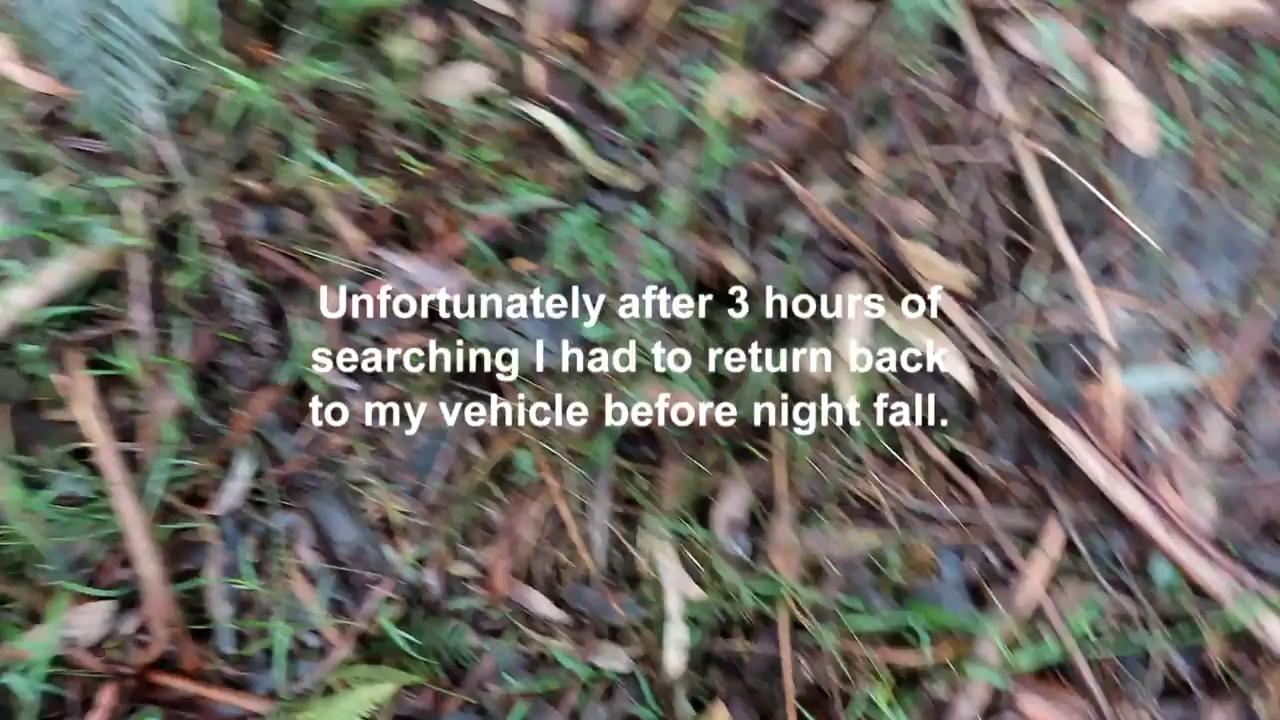 Unfortunately after 3 hours of
searching I had to return back
to my vehicle before night fall.